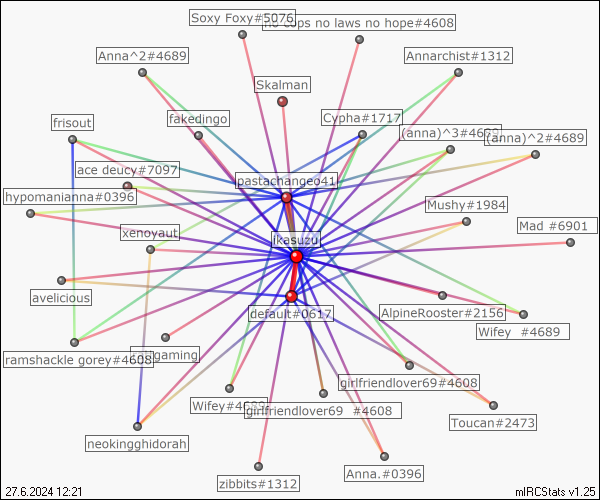 Soxy Foxy#5076
no cops no laws no hope#4608
Anna^2#4689
Annarchist#1312
Skalman
frisout
fakedingo
Cypha#1717
(anna)^3#4689
(anna)^2#4689
ace deucy#7097
pastachangeo41
hypomanianna#0396
Mushy#1984
Mad #6901
xenoyaut
ikasuzu
avelicious
default#0617
AlpineRooster#2156
Wifey #4689
ramshackle gorey#4608
gaming
girlfriendlover69#4608
Wifey#4689
girlfriendlover69 #4608
Toucan#2473
neokingghidorah
Anna.#0396
zibbits#1312
27.6.2024 12:21
mIRCStats v1.25